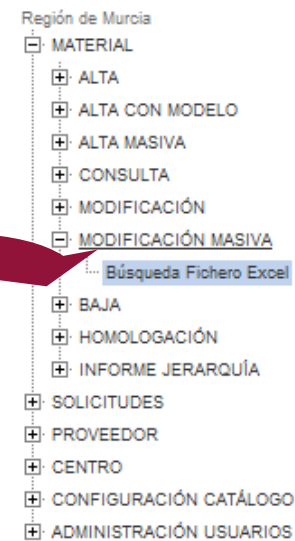 Región de Murcia
MATERIAL
ALTA
ALTA CON MODELO
ALTA MASIVA
CONSULTA
MODIFICACIÓN
MODIFICACIÓN MASIVA
Búsqueda Fichero Excel
BAJA
HOMOLOGACIÓN
INFORME JERARQUÍA
SOLICITUDES
PROVEEDOR
CENTRO
CONFIGURACIÓN CATÁLOGO
ADMINISTRACIÓN USUARIOS